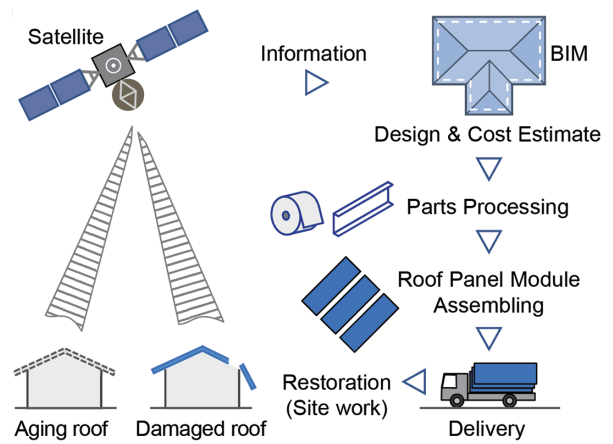 Satellite
Information
BIM
Design & Cost Estimate
Parts Processing
Roof Panel Module
Assembling
Restoration
(Site work)
Delivery
Aging roof
Damaged roof